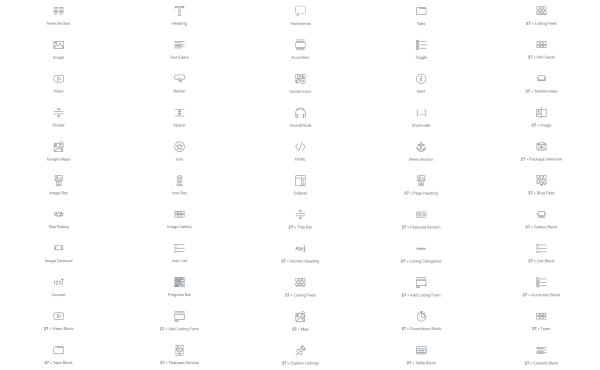 Inner Section
Heading
Testimonial
Tabs
27 > Listing Feed
Image
Text Editor
Accordion
Toggle
27 > Info Cards
Video
Button
Social Icons
Alert
27 > Testimonials
Divider
Spacer
SoundCloud
Shortcode
27 > Image
Google Maps
Icon
HTML
Menu Anchor
27 > Package Selection
Image Box
Icon Box
Sidebar
27 > Page Heading
27 > Blog Feed
Star Rating
Image Gallery
27 > Title Bar
27 > Featured Section
27 > Gallery Block
Image Carousel
Icon List
27 > Section Heading
27 > Listing Categories
27 > List Block
Counter
Progress Bar
27 > Listing Feed
27 > Add Listing Form
27 > Accordion Block
27 > Video Block
27 > Add Listing Form
27 > Map
27 > Countdown Block
27 > Team
27 > Tabs Block
27 > Featured Service
27 > Explore Listings
27 > Table Block
27 > Content Block